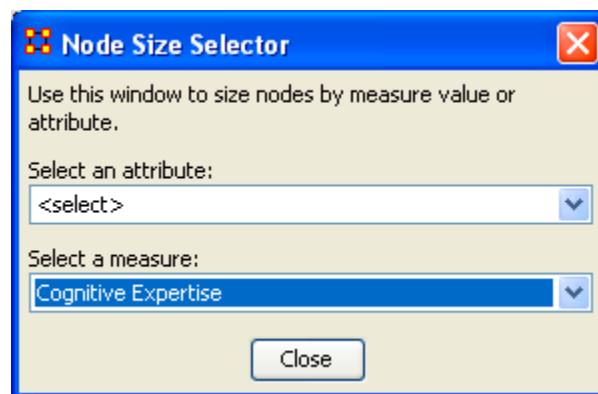 Node Size Selector
Use this window to size nodes by measure value or
attribute.
Select an attribute:
<select>
Select a measure:
Cognitive Expertise
Close